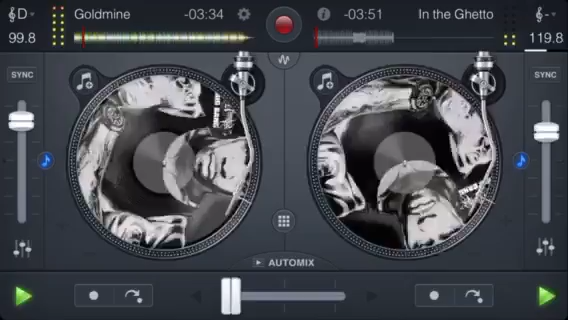 D Goldmine -03:34
i -03:51 In the Ghetto -
99.8
119.8
SYNC
SYNC
AUTOMIX